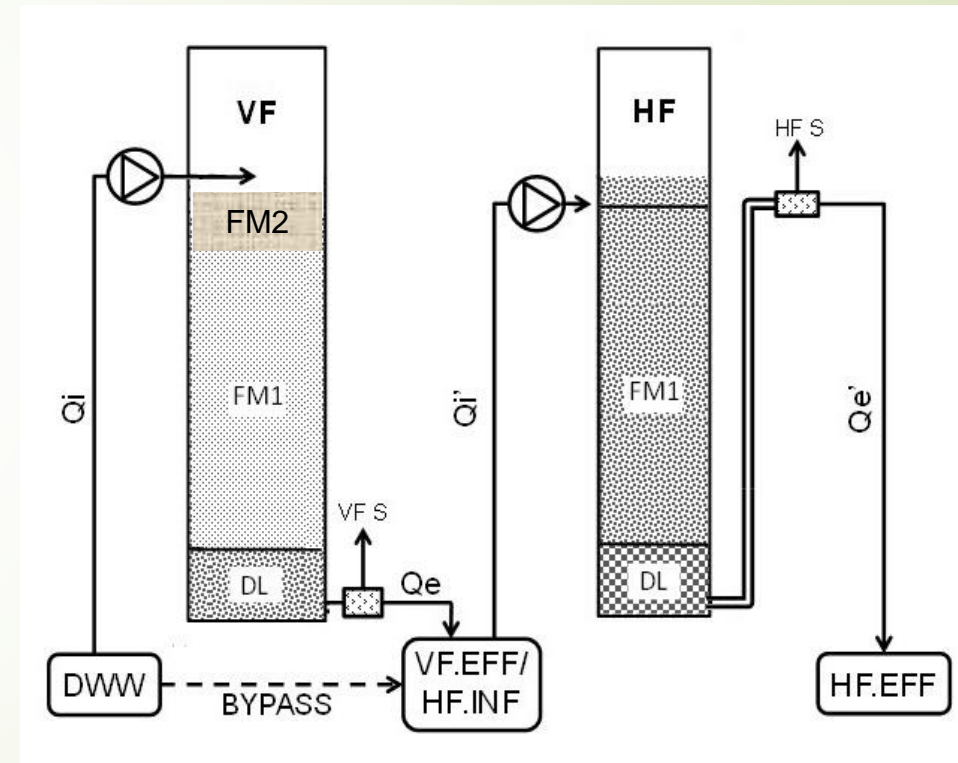 VF
HF
HF S
FM2
FM1
FM1
Qi
Qi’
Qe’
VF S
DL
Qe
DL
DWW
BYPASS
VF.EFF/
HF.INF
HF.EFF